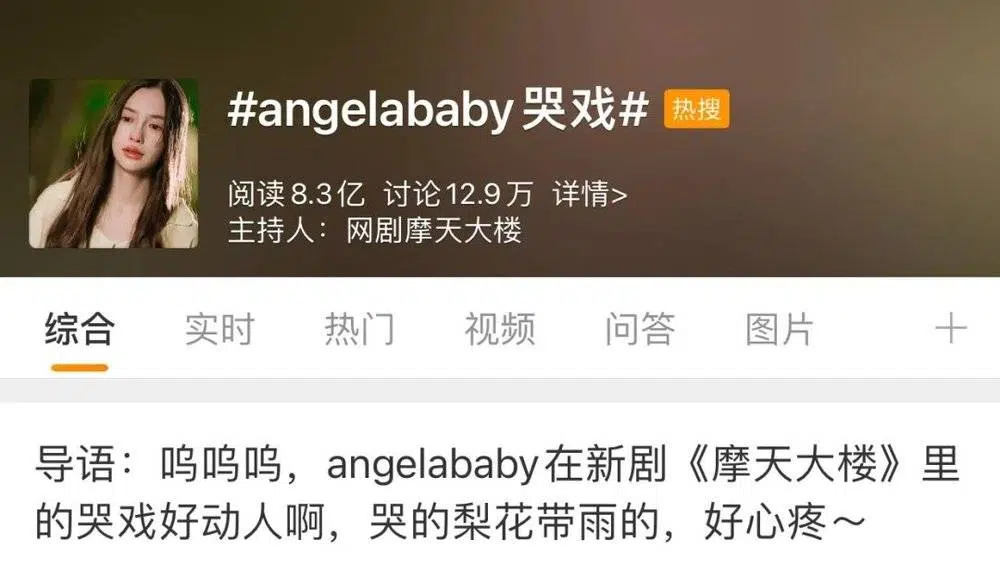 #angelababy哭戏# 热搜
阅读8.3亿 讨论12.9万 详情>
主持人：网剧摩天大楼
综合 实时 热门 视频 问答 图片 +
导语：呜呜呜，angelababy在新剧《摩天大楼》里
的哭戏好动人啊，哭的梨花带雨的，好心疼～